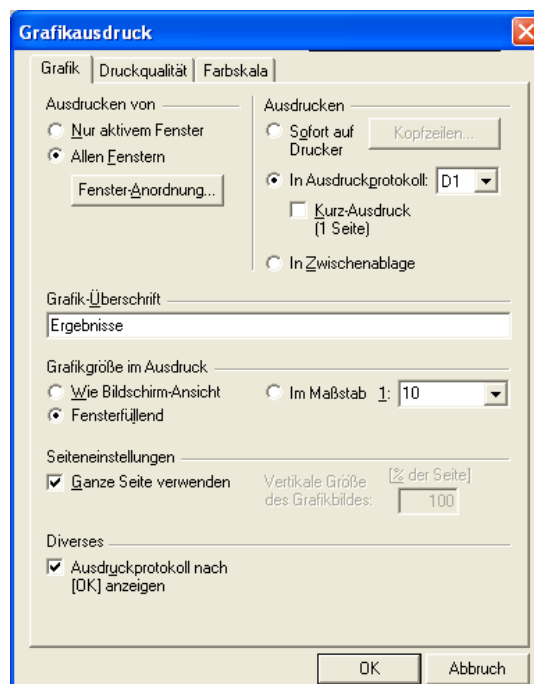 Grafikausdruck
Grafik
Druckqualität
Farbskala
Ausdrucken von
Nur aktivem Fenster
Allen Fenstern
Fenster-Anordnung...
Ausdrucken
Sofort auf
Drucker
Kopfzeilen...
In Ausdruckprotokoll: D1
Kurz-Ausdruck
(1 Seite)
In Zwischenablage
Grafik-Überschrift
Ergebnisse
Grafikgröße im Ausdruck
Wie Bildschirm-Ansicht
Fensterfüllend
Im Maßstab 1: 10
Seiteneinstellungen
Ganze Seite verwenden
Vertikale Größe
des Grafikbildes:
[% der Seite]
100
Diverses
Ausdruckprotokoll nach
[OK] anzeigen
OK
Abbruch